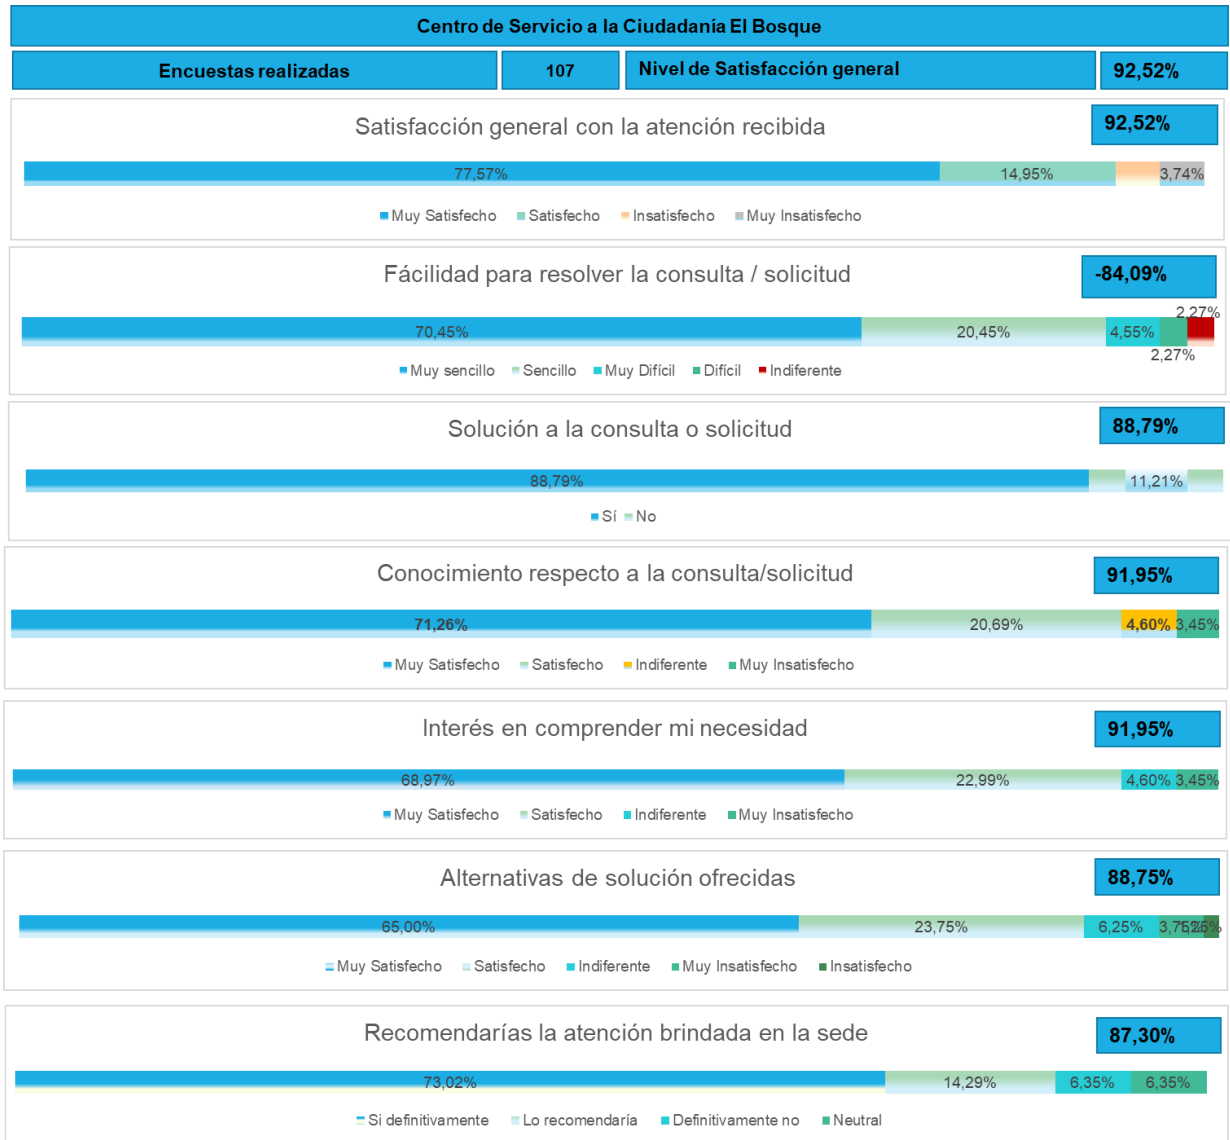 Centro de Servicio a la Ciudadanía El Bosque
Encuestas realizadas 107 Nivel de Satisfacción general 92,52%
Satisfacción general con la atención recibida 92,52%
77,57% 14,95% 3,74%
Muy Satisfecho Satisfecho Insatisfecho Muy Insatisfecho
Fácilidad para resolver la consulta / solicitud -84,09%
2,27%
70,45% 20,45% 4,55%
2,27%
Muy sencillo Sencillo Muy Difícil Difícil Indiferente
Solución a la consulta o solicitud 88,79%
88,79% 11,21%
Sí No
Conocimiento respecto a la consulta/solicitud 91,95%
71,26% 20,69% 4,60% 3,45%
Muy Satisfecho Satisfecho Indiferente Muy Insatisfecho
Interés en comprender mi necesidad 91,95%
68,97% 22,99% 4,60% 3,45%
Muy Satisfecho Satisfecho Indiferente Muy Insatisfecho
Alternativas de solución ofrecidas 88,75%
65,00% 23,75% 6,25% 3,75% 1,25%
Muy Satisfecho Satisfecho Indiferente Muy Insatisfecho Insatisfecho
Recomendarías la atención brindada en la sede 87,30%
73,02% 14,29% 6,35% 6,35%
Si definitivamente Lo recomendaría Definitivamente no Neutral